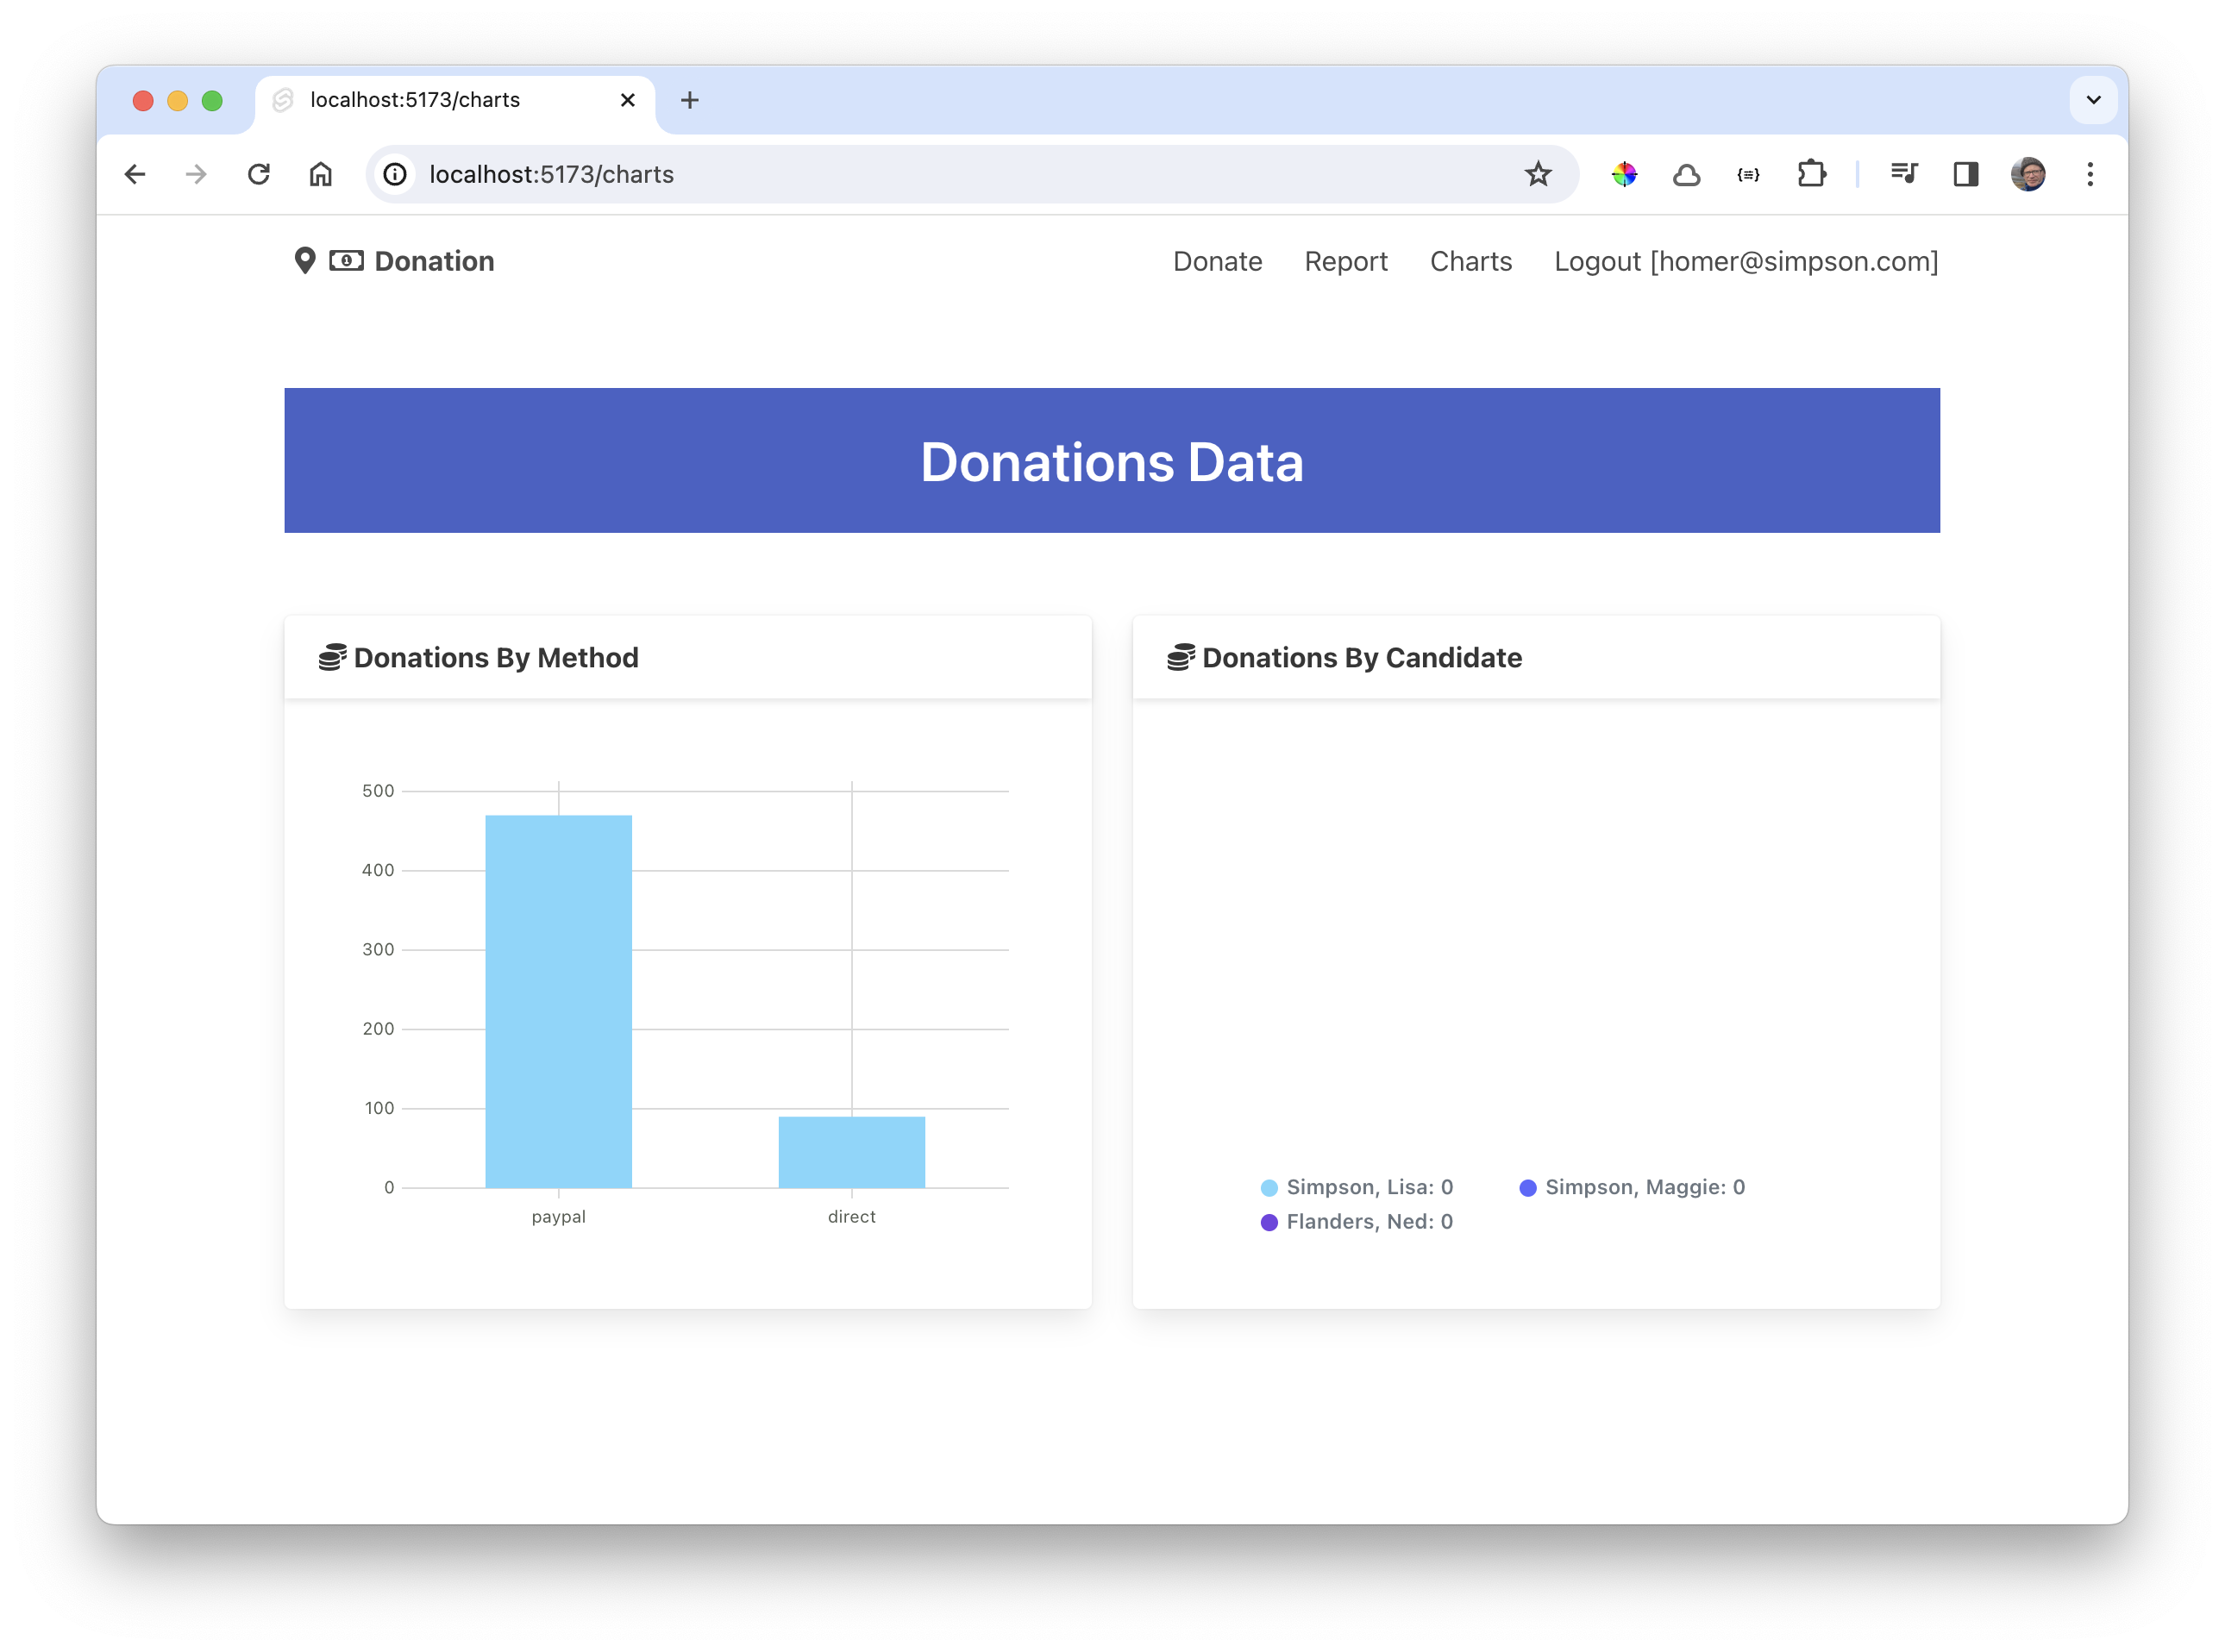 localhost:5173/charts
localhost:5173/charts
Donation
Donate Report Charts Logout [homer@simpson.com]
Donations Data
Donations By Method
500
400
300
200
100
0
paypal direct
Donations By Candidate
Simpson, Lisa: 0 Simpson, Maggie: 0
Flanders, Ned: 0